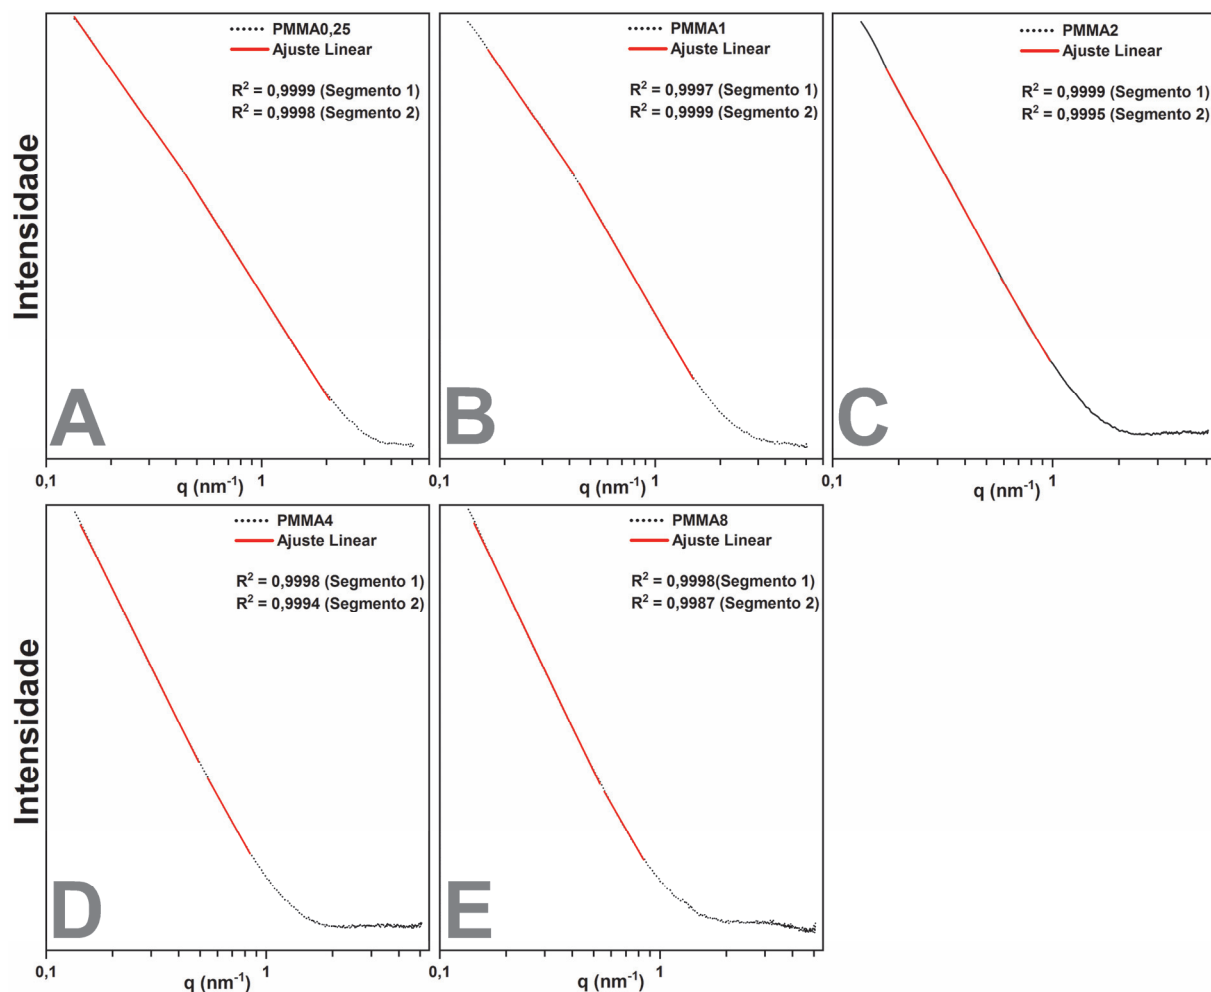 Intensidade
PMMA0,25
Ajuste Linear
R² = 0,9999 (Segmento 1)
R² = 0,9998 (Segmento 2)
A
0,1
1
q (nm⁻¹)
PMMA1
Ajuste Linear
R² = 0,9997 (Segmento 1)
R² = 0,9999 (Segmento 2)
B
0,1
1
q (nm⁻¹)
PMMA2
Ajuste Linear
R² = 0,9999 (Segmento 1)
R² = 0,9995 (Segmento 2)
C
0,1
1
q (nm⁻¹)
Intensidade
PMMA4
Ajuste Linear
R² = 0,9998 (Segmento 1)
R² = 0,9994 (Segmento 2)
D
0,1
1
q (nm⁻¹)
PMMA8
Ajuste Linear
R² = 0,9998(Segmento 1)
R² = 0,9987 (Segmento 2)
E
0,1
1
q (nm⁻¹)